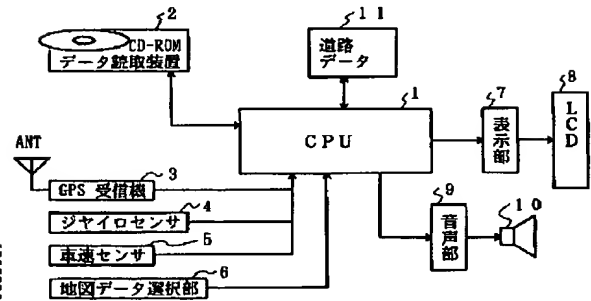 2
CD-ROM
データ読取装置
11
道路
データ
1
CPU
7
表示部
8
LCD
ANT
3
GPS 受信機
4
ジヤイロセンサ
5
車速センサ
6
地図データ選択部
9
音声部
10